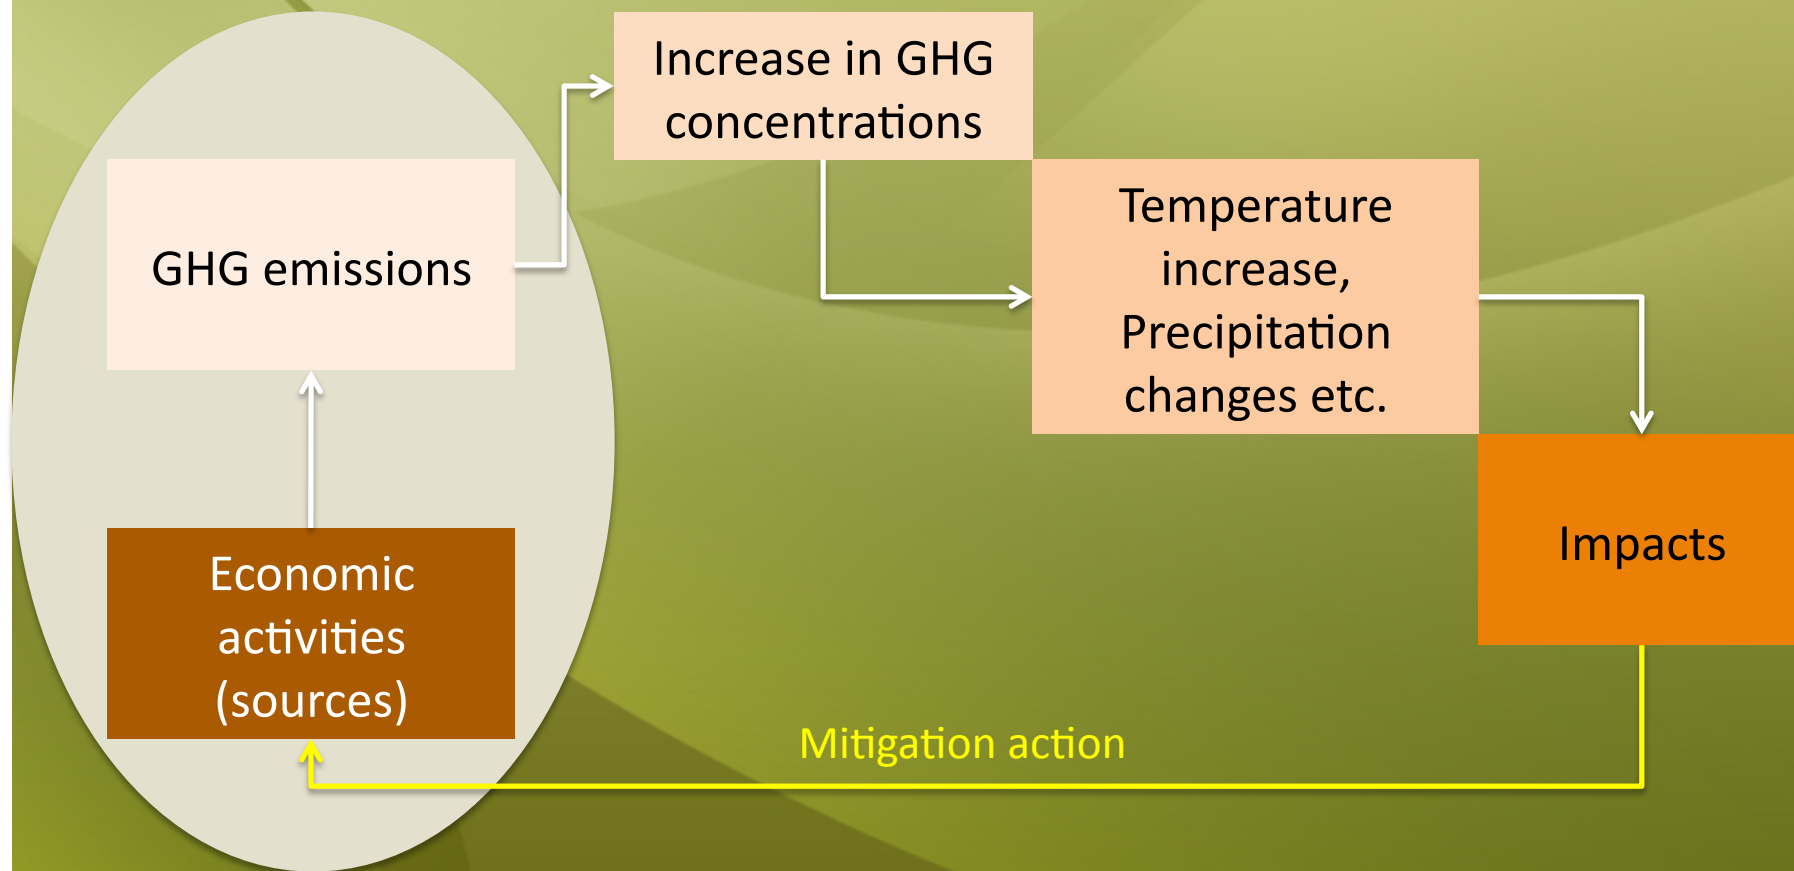 Increase in GHG
concentrations
GHG emissions
Temperature
increase,
Precipitation
changes etc.
Impacts
Economic
activities
(sources)
Mitigation action